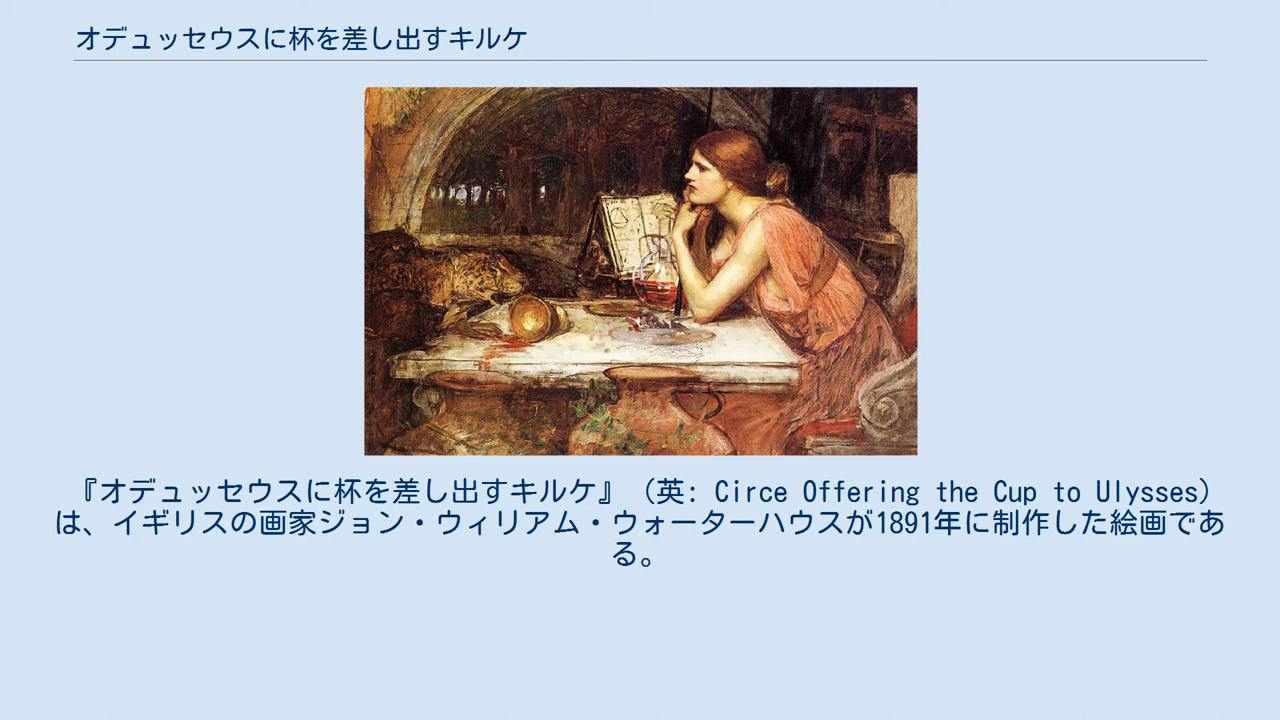 オデュッセウスに杯を差し出すキルケ
『オデュッセウスに杯を差し出すキルケ』（英: Circe Offering the Cup to Ulysses）
は、イギリスの画家ジョン・ウィリアム・ウォーターハウスが1891年に制作した絵画であ
る。